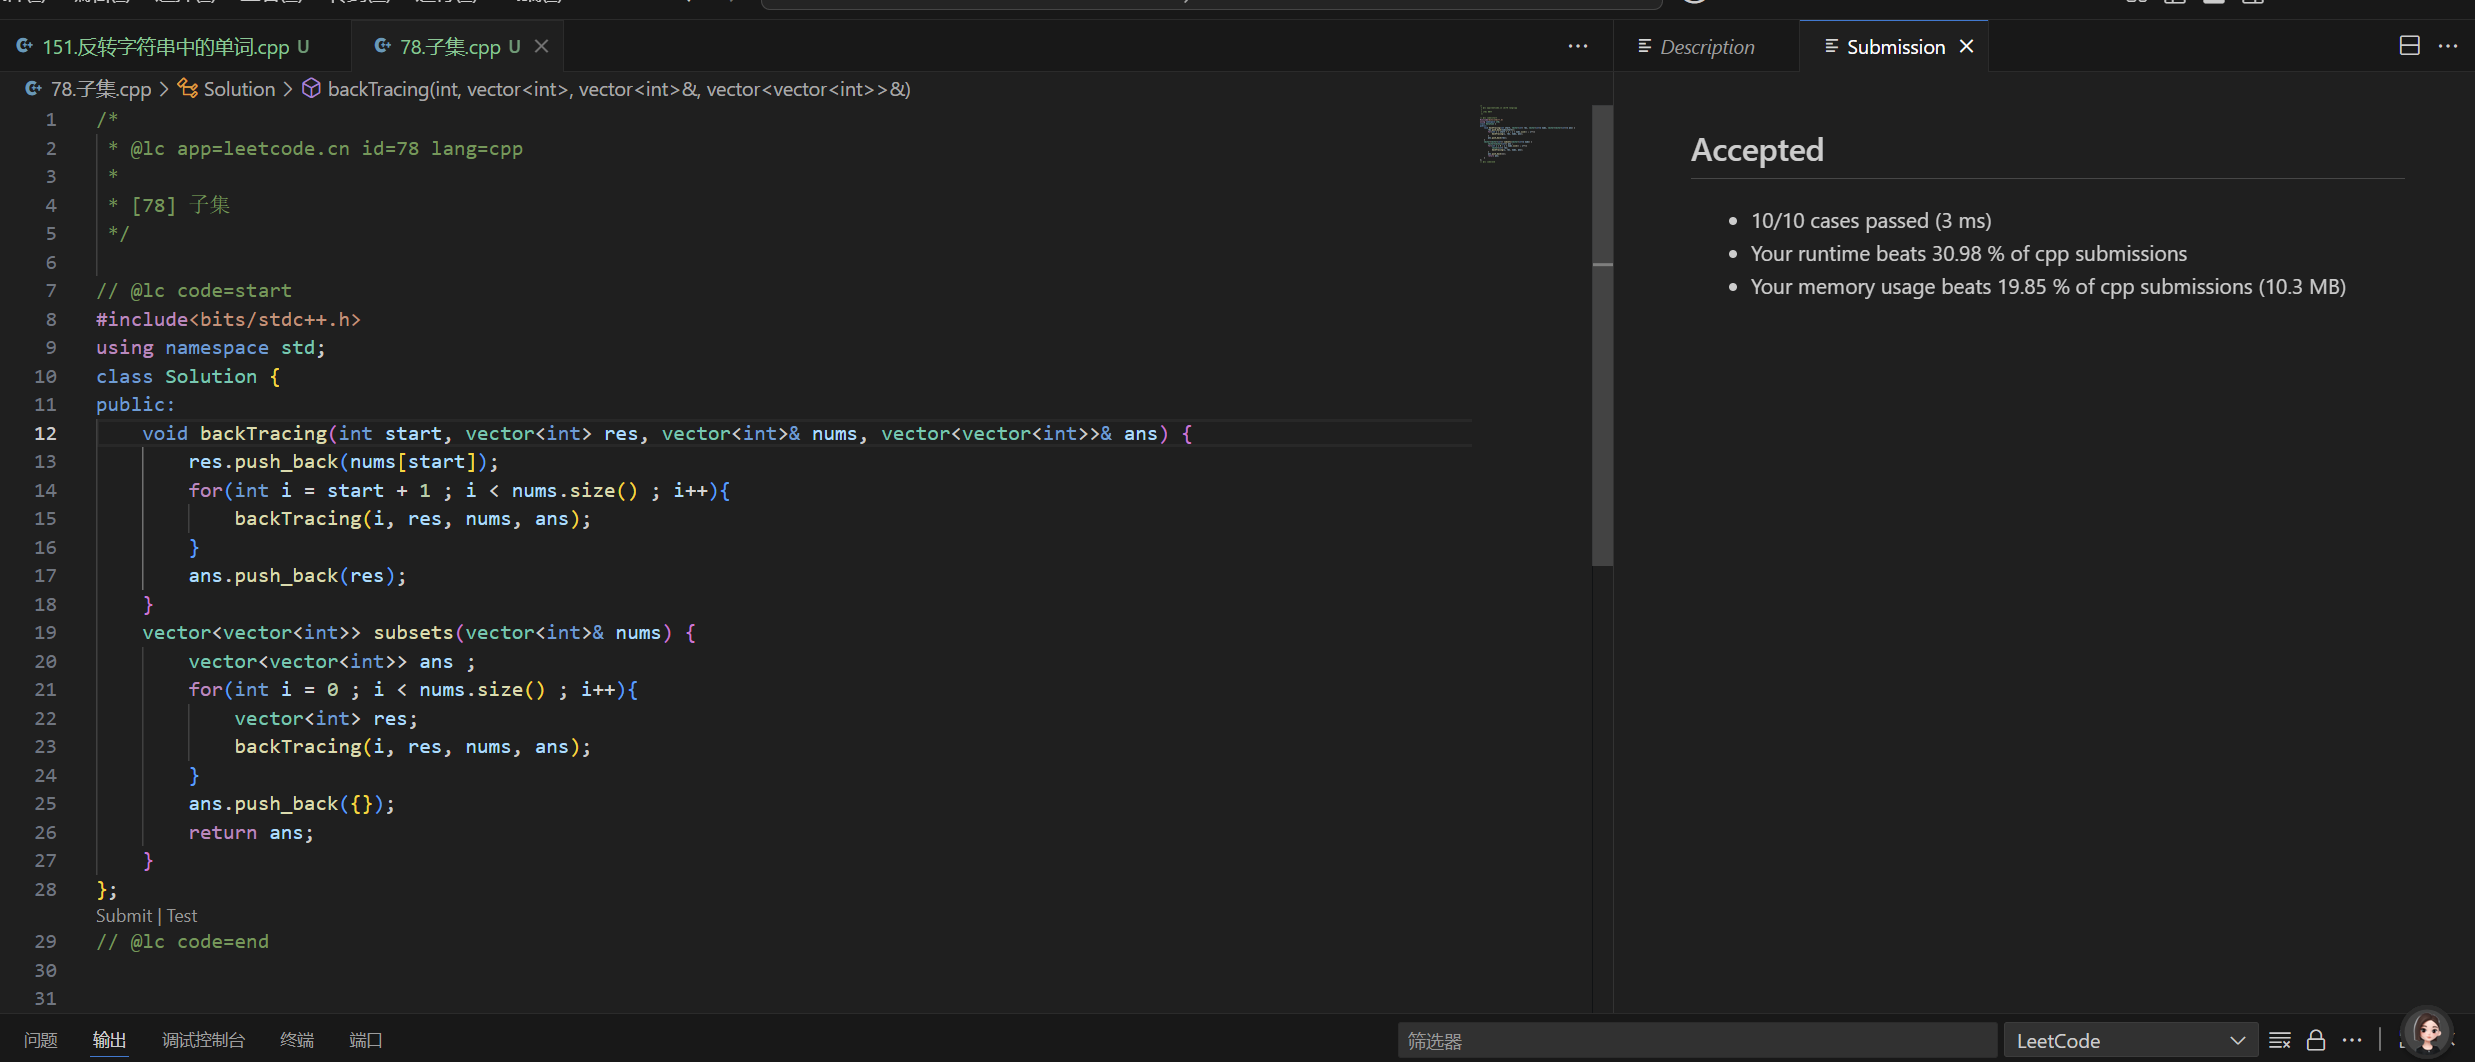 151.反转字符串中的单词.cpp U
78.子集.cpp U
Description
Submission
78.子集.cpp > Solution > backTracing(int, vector<int>, vector<int>&, vector<vector<int>>&)
1 /*
2 * @lc app=leetcode.cn id=78 lang=cpp
3 *
4 * [78] 子集
5 */
6
7 // @lc code=start
8 #include<bits/stdc++.h>
9 using namespace std;
10 class Solution {
11 public:
12 void backTracing(int start, vector<int> res, vector<int>& nums, vector<vector<int>>& ans) {
13 res.push_back(nums[start]);
14 for(int i = start + 1 ; i < nums.size() ; i++){
15 backTracing(i, res, nums, ans);
16 }
17 ans.push_back(res);
18 }
19 vector<vector<int>> subsets(vector<int>& nums) {
20 vector<vector<int>> ans ;
21 for(int i = 0 ; i < nums.size() ; i++){
22 vector<int> res;
23 backTracing(i, res, nums, ans);
24 }
25 ans.push_back({});
26 return ans;
27 }
28 };
Submit | Test
29 // @lc code=end
30
31
Accepted
• 10/10 cases passed (3 ms)
• Your runtime beats 30.98 % of cpp submissions
• Your memory usage beats 19.85 % of cpp submissions (10.3 MB)
问题 输出 调试控制台 终端 端口
筛选器
LeetCode